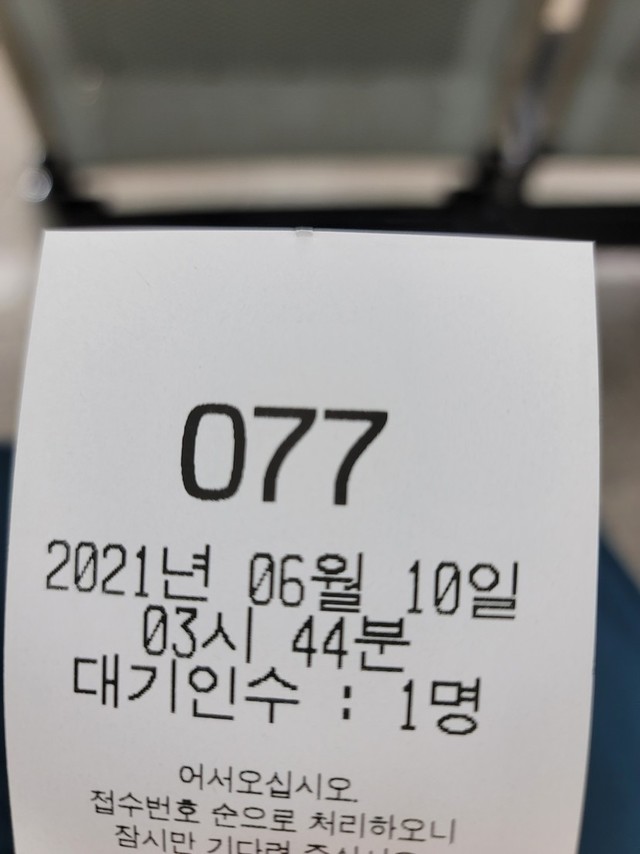 077
2021년 06월 10일
03시 44분
대기인수 : 1명
어서오십시오.
접수번호 순으로 처리하오니
잠시만 기다려